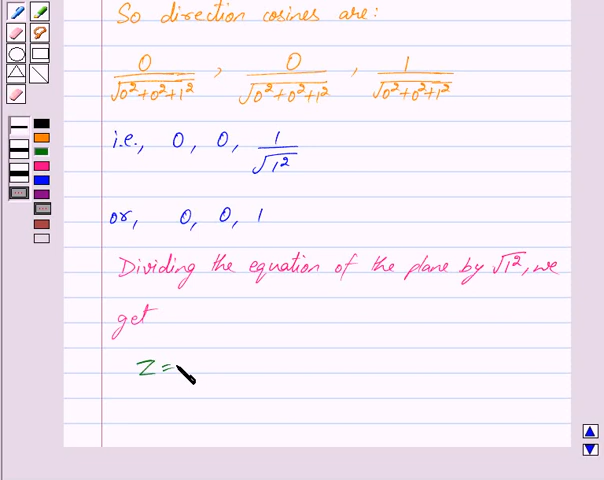 So direction cosines are:
0/√0²+0²+1² , 0/√0²+0²+1² , 1/√0²+0²+1²
i.e., 0, 0, 1/√1²
or, 0, 0, 1
Dividing the equation of the plane by √1², we
get
Z=